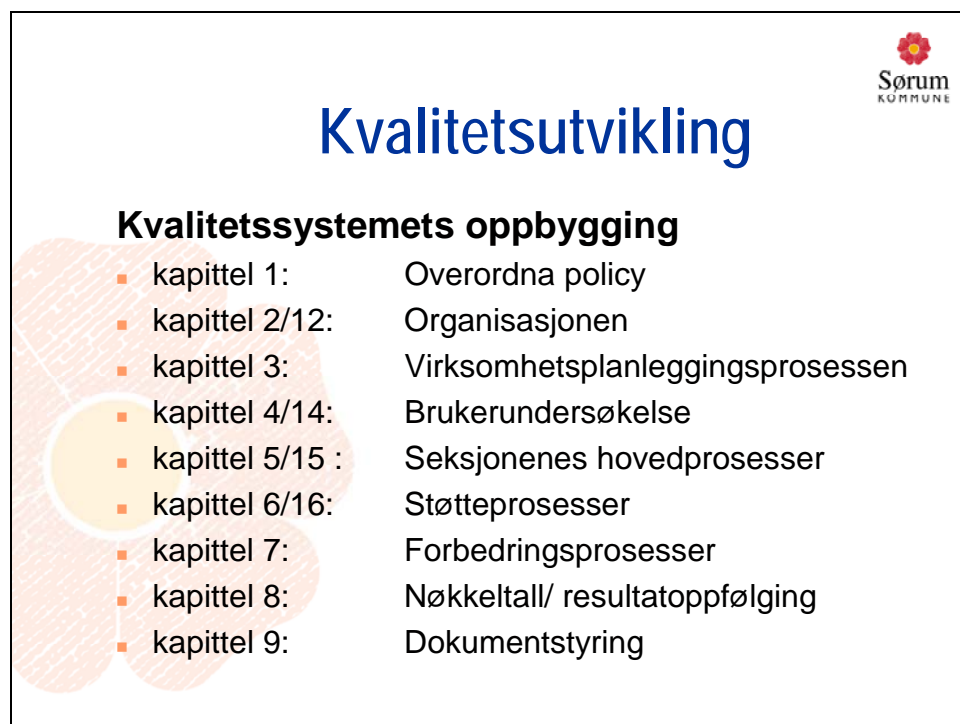 Sørum
KOMMUNE
Kvalitetsutvikling
Kvalitetssystemets oppbygging
kapittel 1: Overordna policy
kapittel 2/12: Organisasjonen
kapittel 3: Virksomhetsplanleggingsprosessen
kapittel 4/14: Brukerundersøkelse
kapittel 5/15 : Seksjonenes hovedprosesser
kapittel 6/16: Støtteprosesser
kapittel 7: Forbedringsprosesser
kapittel 8: Nøkkeltall/ resultatoppfølging
kapittel 9: Dokumentstyring